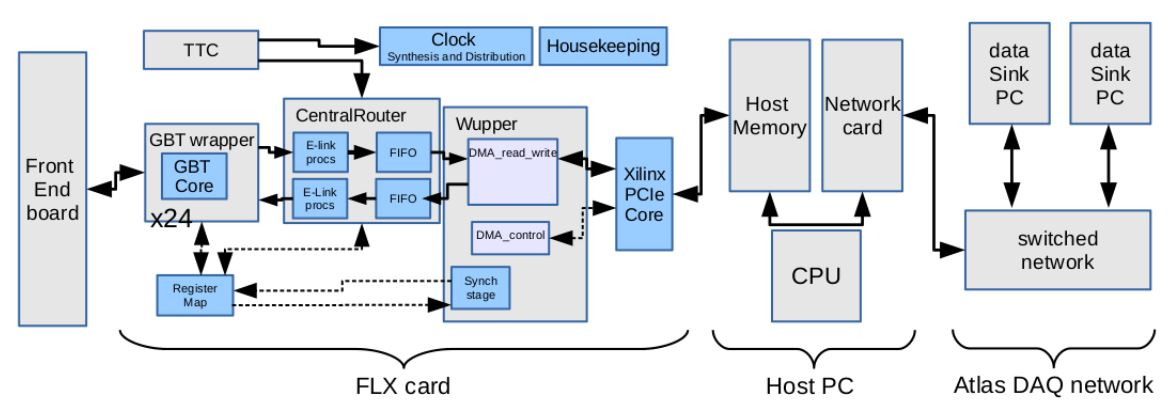 Front
End
board
TTC
Clock
Synthesis and Distribution
Housekeeping
GBT wrapper
GBT
Core
x24
CentralRouter
E-link
procs
FIFO
E-Link
procs
FIFO
Wupper
DMA_read_write
DMA_control
Synch
stage
Register
Map
Xilinx
PCIe
Core
Host
Memory
Network
card
CPU
data
Sink
PC
data
Sink
PC
switched
network
FLX card
Host PC
Atlas DAQ network